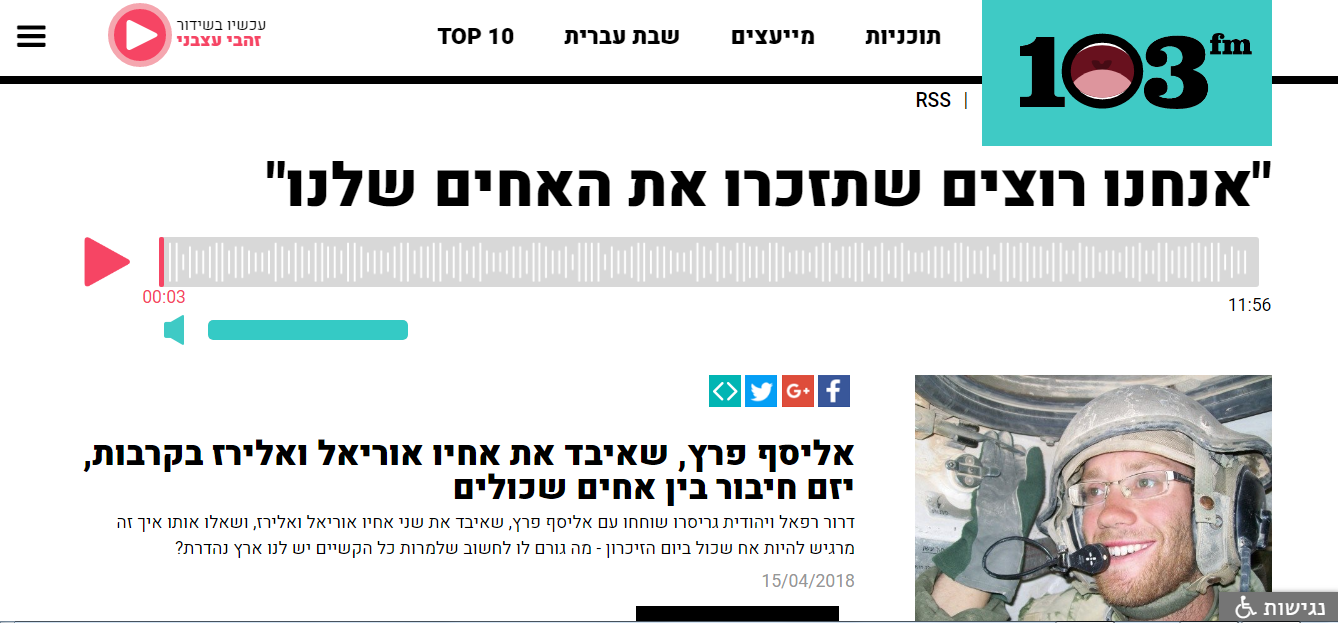 103fm
תוכניות
מייעצים
שבת עברית
TOP 10
עכשיו בשידור
זהבי עצבני
| RSS
"אנחנו רוצים שתזכרו את האחים שלנו"
00:03
11:56
אליסף פרץ, שאיבד את אחיו אוריאל ואלירז בקרבות,
יזם חיבור בין אחים שכולים
דרור רפאל ויהודית גריסרו שוחחו עם אליסף פרץ, שאיבד את שני אחיו אוריאל ואלירז, ושאלו אותו איך זה
מרגיש להיות אח שכול ביום הזיכרון - מה גורם לו לחשוב שלמרות כל הקשיים יש לנו ארץ נהדרת?
15/04/2018
נגישות